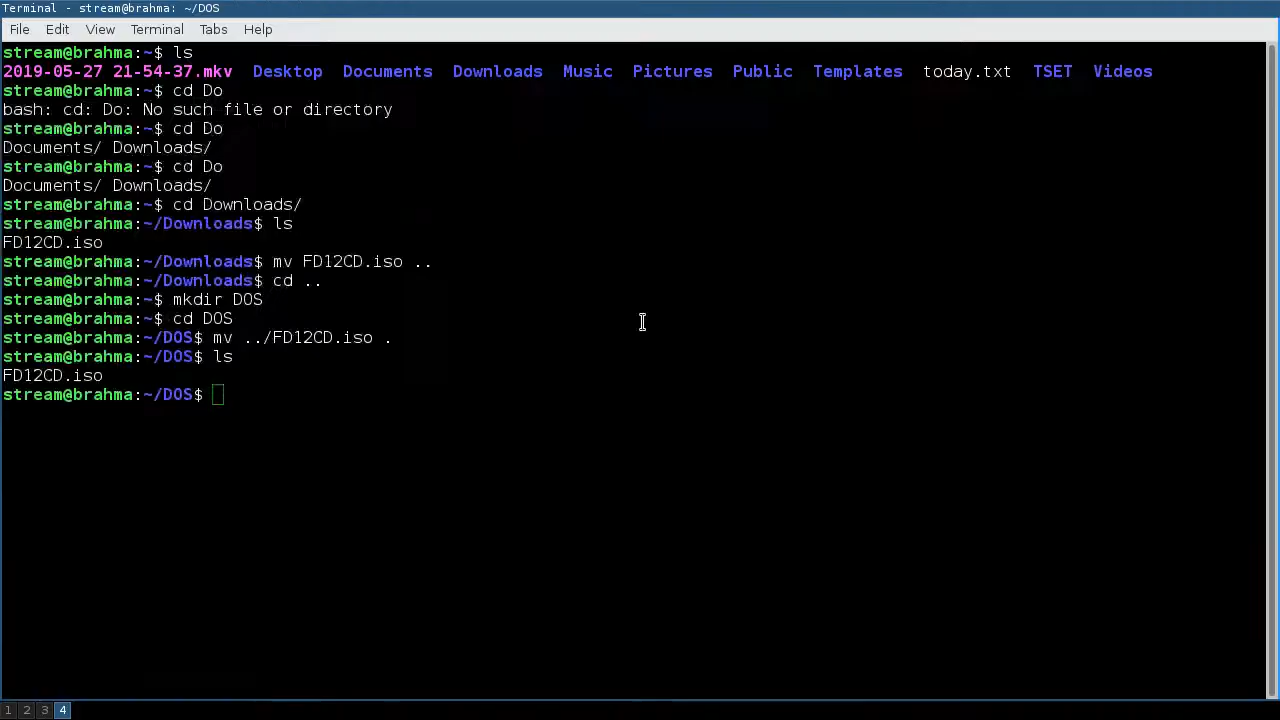 Terminal - stream@brahma: ~/DOS
File Edit View Terminal Tabs Help
stream@brahma:~$ ls
2019-05-27 21-54-37.mkv Desktop Documents Downloads Music Pictures Public Templates today.txt TSET Videos
stream@brahma:~$ cd Do
bash: cd: Do: No such file or directory
stream@brahma:~$ cd Do
Documents/ Downloads/
stream@brahma:~$ cd Do
Documents/ Downloads/
stream@brahma:~$ cd Downloads/
stream@brahma:~/Downloads$ ls
FD12CD.iso
stream@brahma:~/Downloads$ mv FD12CD.iso ..
stream@brahma:~/Downloads$ cd ..
stream@brahma:~$ mkdir DOS
stream@brahma:~$ cd DOS
stream@brahma:~/DOS$ mv ../FD12CD.iso .
stream@brahma:~/DOS$ ls
FD12CD.iso
stream@brahma:~/DOS$
1 2 3 4